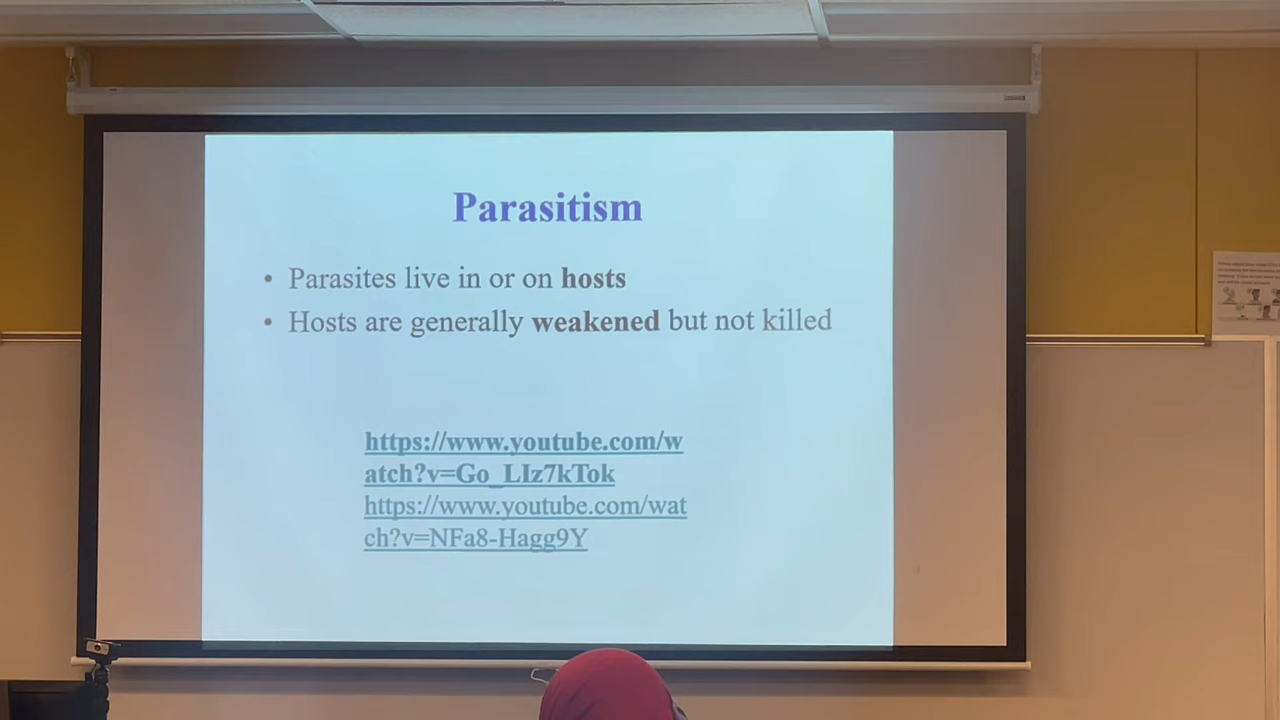 Parasitism
• Parasites live in or on hosts
• Hosts are generally weakened but not killed
https://www.youtube.com/w
atch?v=Go_LIz7kTok
https://www.youtube.com/wat
ch?v=NFa8-Hagg9Y